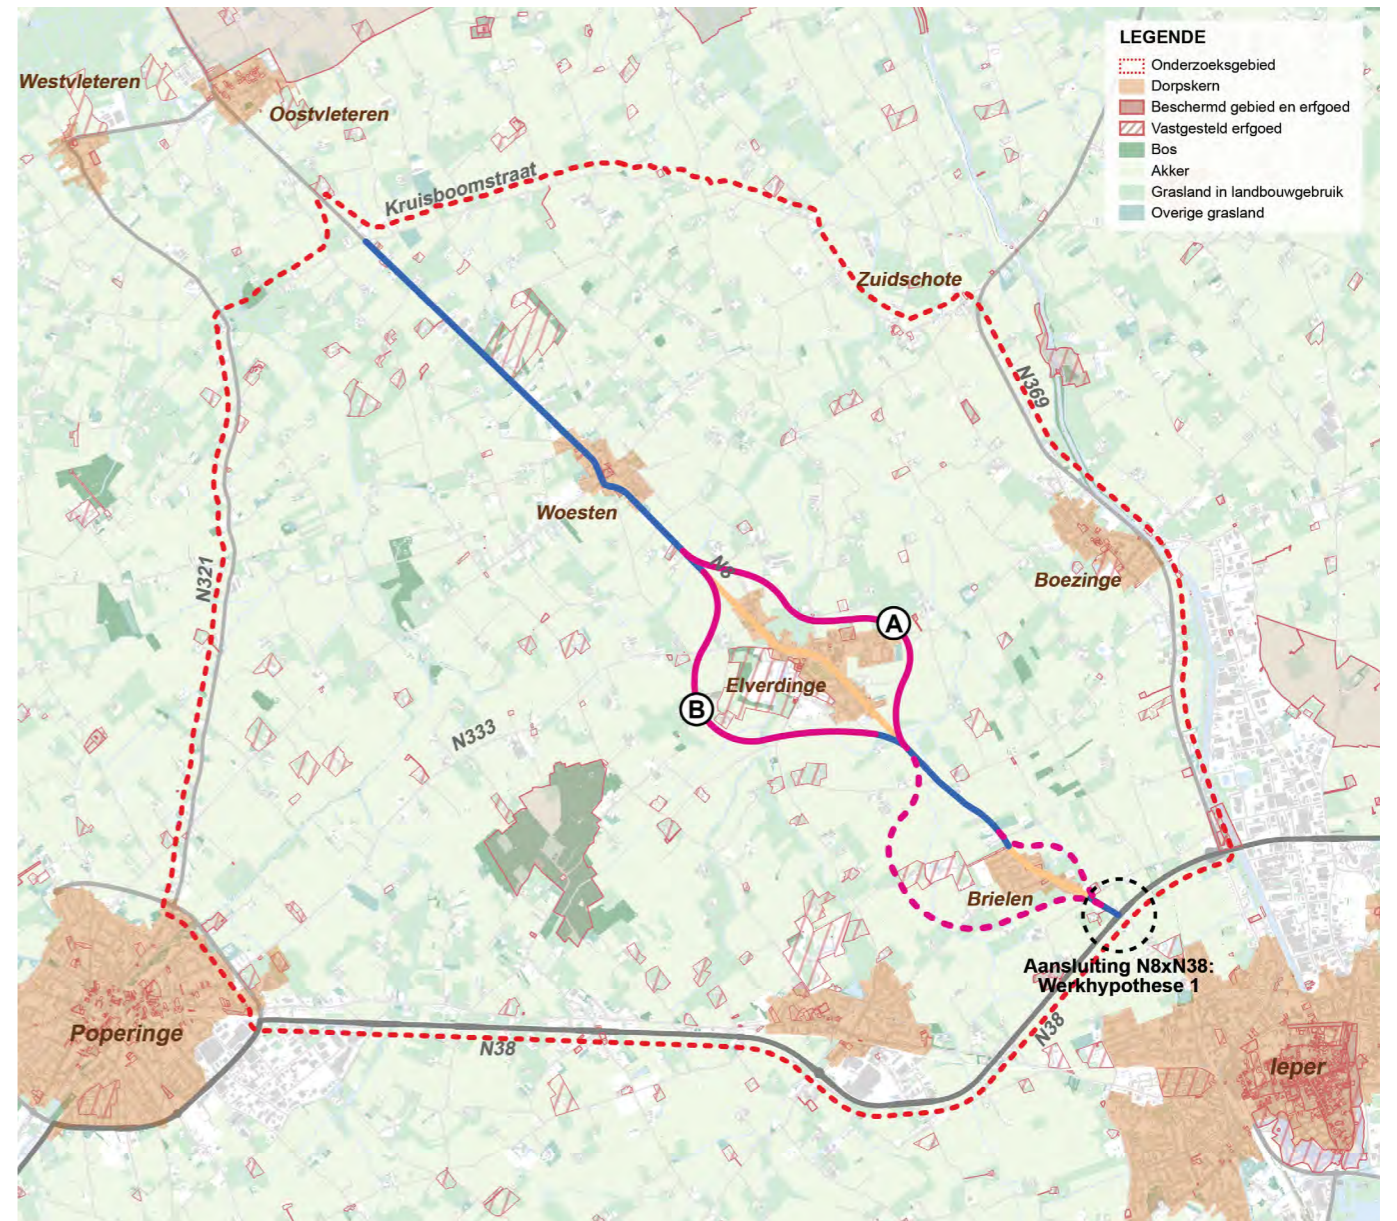 LEGENDE
Onderzoeksgebied
Dorpskern
Beschermd gebied en erfgoed
Vastgesteld erfgoed
Bos
Akker
Grasland in landbouwgebruik
Overige grasland
Westvleteren
Oostvleteren
Kruisboomstraat
Zuidschote
N369
Woesten
N8
Boezinge
N321
A
Elverdinge
B
N333
Brielen
Aansluiting N8xN38:
Werkhypothese 1
Poperinge
N38
N38
Ieper